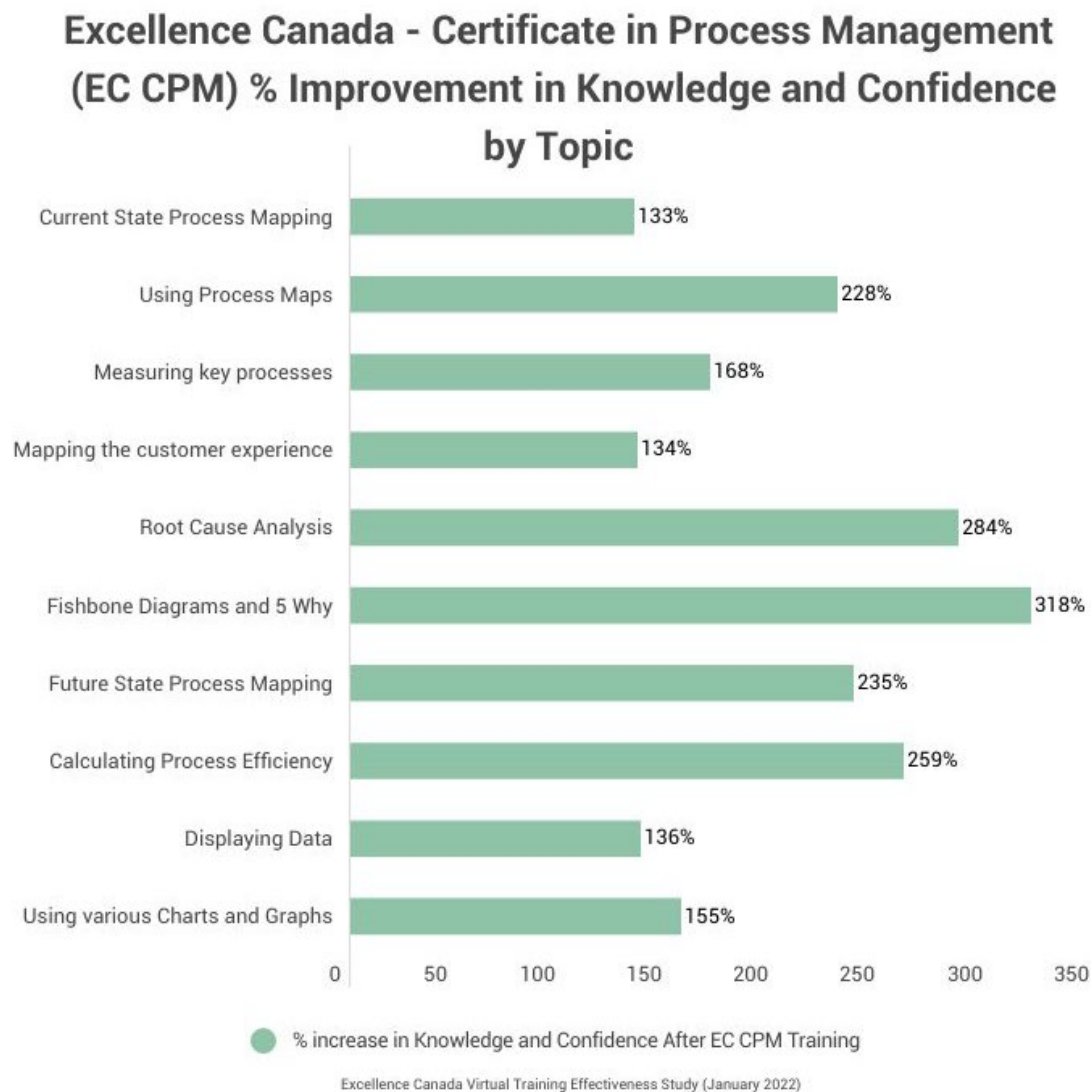 Excellence Canada - Certificate in Process Management
(EC CPM) % Improvement in Knowledge and Confidence
by Topic
Current State Process Mapping 133%
Using Process Maps 228%
Measuring key processes 168%
Mapping the customer experience 134%
Root Cause Analysis 284%
Fishbone Diagrams and 5 Why 318%
Future State Process Mapping 235%
Calculating Process Efficiency 259%
Displaying Data 136%
Using various Charts and Graphs 155%
0 50 100 150 200 250 300 350
% increase in Knowledge and Confidence After EC CPM Training
Excellence Canada Virtual Training Effectiveness Study (January 2022)